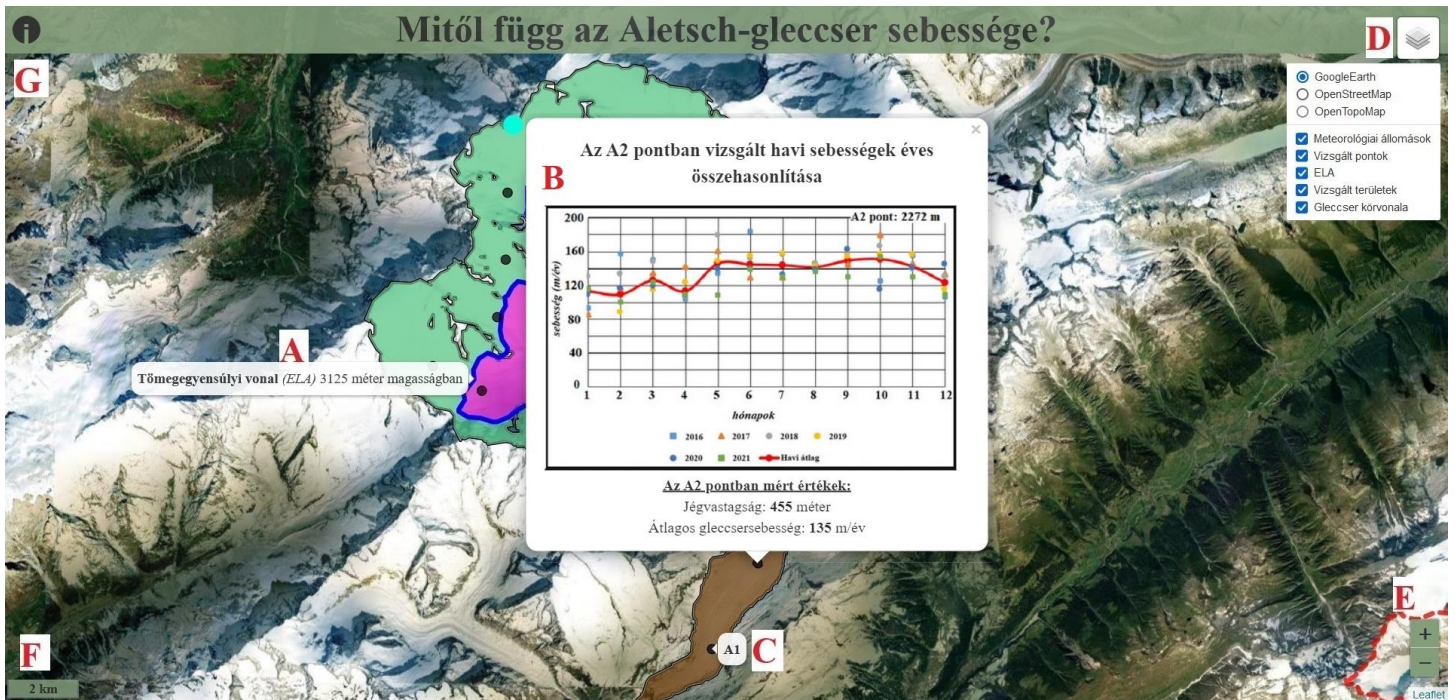 i
Mitől függ az Aletsch-gleccser sebessége?
D
G
GoogleEarth
OpenStreetMap
OpenTopoMap
Meteorológiai állomások
Vizsgált pontok
ELA
Vizsgált területek
Gleccser körvonala
×
Az A2 pontban vizsgált havi sebességek éves
összehasonlítása
B
A2 pont: 2272 m
sebesség (m/év)
200
160
120
80
40
0
1 2 3 4 5 6 7 8 9 10 11 12
hónapok
2016 2017 2018 2019
2020 2021 Havi átlag
Az A2 pontban mért értékek:
Jégvastagság: 455 méter
Átlagos gleccsersebesség: 135 m/év
A
Tömegegyensúlyi vonal (ELA) 3125 méter magasságban
A1
C
E
+
−
F
2 km
Leaflet